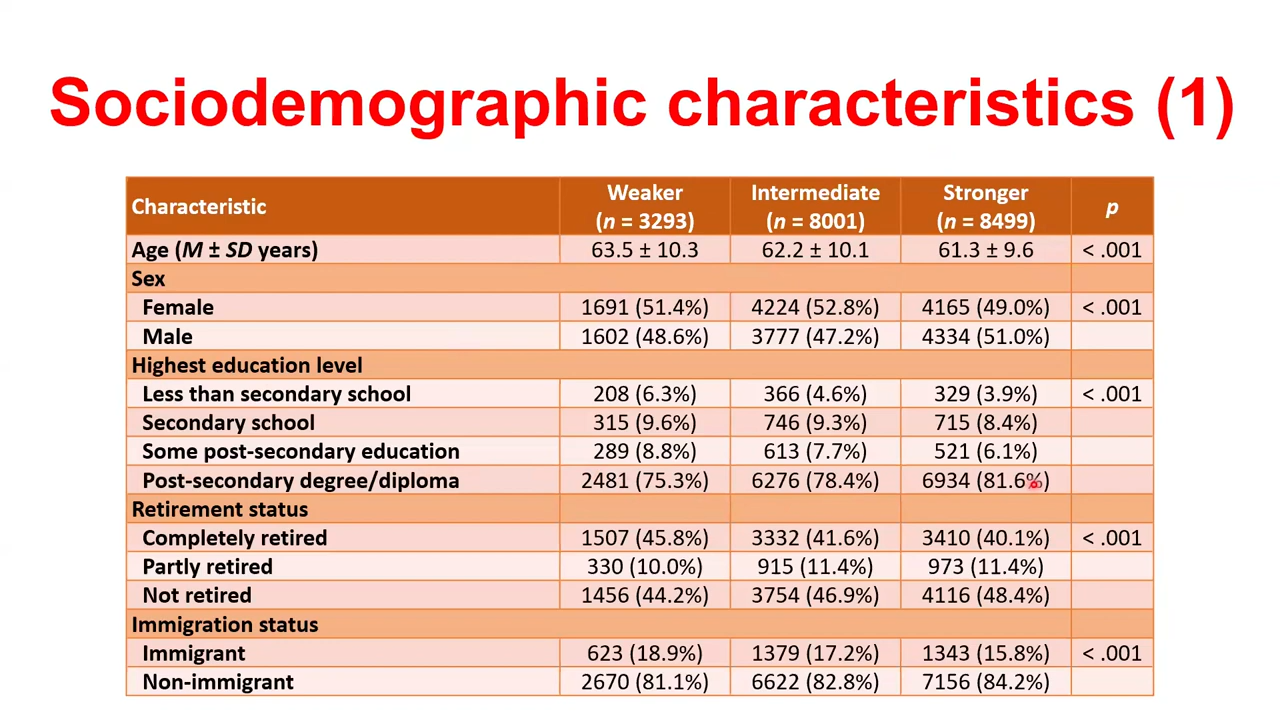 Sociodemographic characteristics (1)
Characteristic Weaker (n = 3293) Intermediate (n = 8001) Stronger (n = 8499) p
Age (M ± SD years) 63.5 ± 10.3 62.2 ± 10.1 61.3 ± 9.6 < .001
Sex
Female 1691 (51.4%) 4224 (52.8%) 4165 (49.0%) < .001
Male 1602 (48.6%) 3777 (47.2%) 4334 (51.0%)
Highest education level
Less than secondary school 208 (6.3%) 366 (4.6%) 329 (3.9%) < .001
Secondary school 315 (9.6%) 746 (9.3%) 715 (8.4%)
Some post-secondary education 289 (8.8%) 613 (7.7%) 521 (6.1%)
Post-secondary degree/diploma 2481 (75.3%) 6276 (78.4%) 6934 (81.6%)
Retirement status
Completely retired 1507 (45.8%) 3332 (41.6%) 3410 (40.1%) < .001
Partly retired 330 (10.0%) 915 (11.4%) 973 (11.4%)
Not retired 1456 (44.2%) 3754 (46.9%) 4116 (48.4%)
Immigration status
Immigrant 623 (18.9%) 1379 (17.2%) 1343 (15.8%) < .001
Non-immigrant 2670 (81.1%) 6622 (82.8%) 7156 (84.2%)